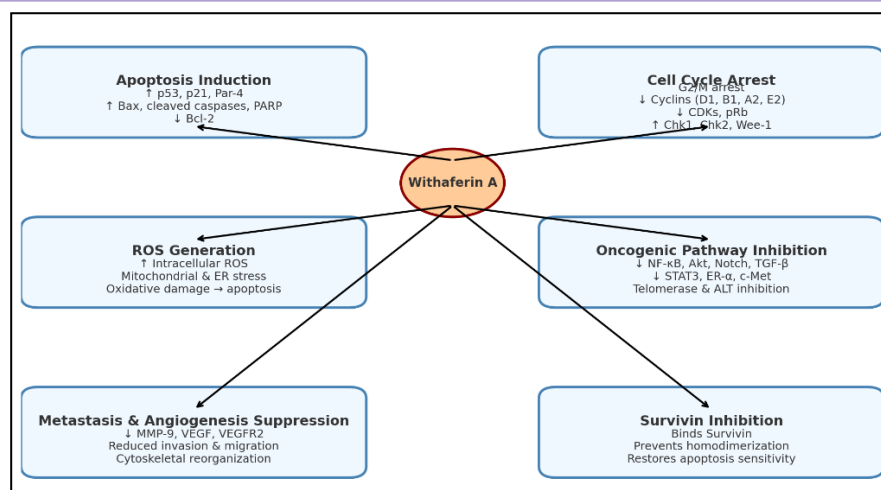 Apoptosis Induction
↑ p53, p21, Par-4
↑ Bax, cleaved caspases, PARP
↓ Bcl-2
Cell Cycle Arrest
G2/M arrest
↓ Cyclins (D1, B1, A2, E2)
↓ CDKs, pRb
↑ Chk1, Chk2, Wee-1
Withaferin A
ROS Generation
↑ Intracellular ROS
Mitochondrial & ER stress
Oxidative damage → apoptosis
Oncogenic Pathway Inhibition
↓ NF-κB, Akt, Notch, TGF-β
↓ STAT3, ER-α, c-Met
Telomerase & ALT inhibition
Metastasis & Angiogenesis Suppression
↓ MMP-9, VEGF, VEGFR2
Reduced invasion & migration
Cytoskeletal reorganization
Survivin Inhibition
Binds Survivin
Prevents homodimerization
Restores apoptosis sensitivity